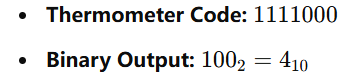 • Thermometer Code: 1111000
• Binary Output: 100₂ = 4₁₀